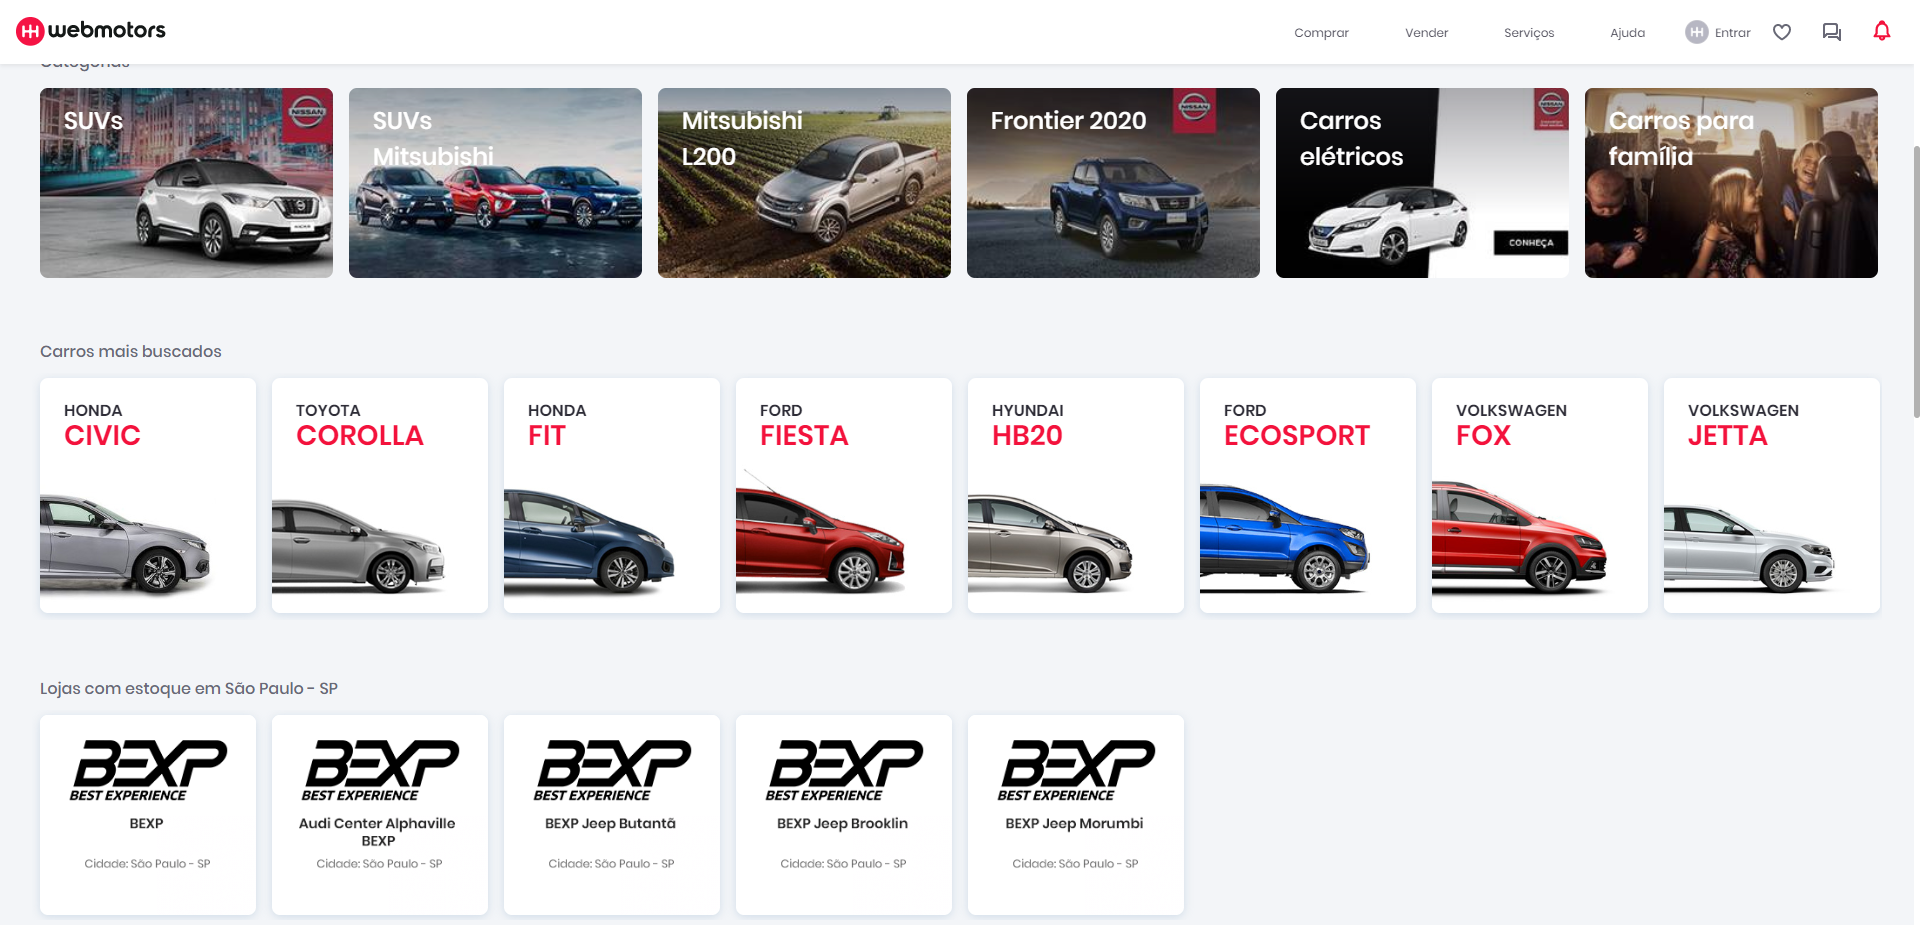 webmotors
Comprar
Vender
Serviços
Ajuda
Entrar
Categorias
SUVs
NISSAN
SUVs
Mitsubishi
Mitsubishi
L200
Frontier 2020
NISSAN
Carros
elétricos
NISSAN
CONHEÇA
Carros para
família
Carros mais buscados
HONDA
CIVIC
TOYOTA
COROLLA
HONDA
FIT
FORD
FIESTA
HYUNDAI
HB20
FORD
ECOSPORT
VOLKSWAGEN
FOX
VOLKSWAGEN
JETTA
Lojas com estoque em São Paulo - SP
BEXP
BEST EXPERIENCE
BEXP
Cidade: São Paulo - SP
BEXP
BEST EXPERIENCE
Audi Center Alphaville
BEXP
Cidade: São Paulo - SP
BEXP
BEST EXPERIENCE
BEXP Jeep Butantã
Cidade: São Paulo - SP
BEXP
BEST EXPERIENCE
BEXP Jeep Brooklin
Cidade: São Paulo - SP
BEXP
BEST EXPERIENCE
BEXP Jeep Morumbi
Cidade: São Paulo - SP